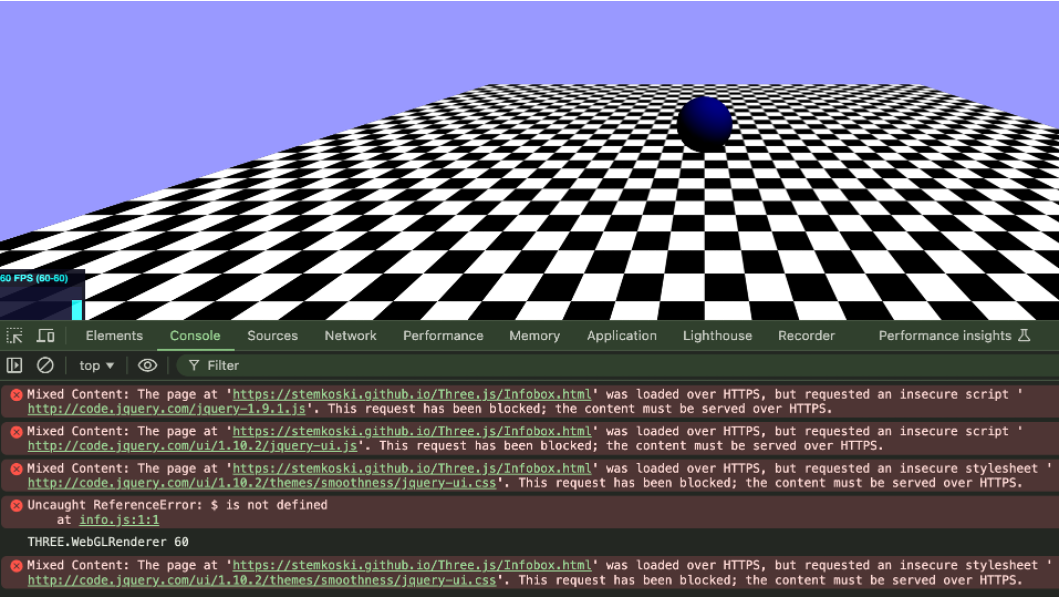 60 FPS (60-60)
Elements Console Sources Network Performance Memory Application Lighthouse Recorder Performance insights
top ▾ Filter
Mixed Content: The page at 'https://stemkoski.github.io/Three.js/Infobox.html' was loaded over HTTPS, but requested an insecure script '
http://code.jquery.com/jquery-1.9.1.js'. This request has been blocked; the content must be served over HTTPS.
Mixed Content: The page at 'https://stemkoski.github.io/Three.js/Infobox.html' was loaded over HTTPS, but requested an insecure script '
http://code.jquery.com/ui/1.10.2/jquery-ui.js'. This request has been blocked; the content must be served over HTTPS.
Mixed Content: The page at 'https://stemkoski.github.io/Three.js/Infobox.html' was loaded over HTTPS, but requested an insecure stylesheet '
http://code.jquery.com/ui/1.10.2/themes/smoothness/jquery-ui.css'. This request has been blocked; the content must be served over HTTPS.
Uncaught ReferenceError: $ is not defined
at info.js:1:1
THREE.WebGLRenderer 60
Mixed Content: The page at 'https://stemkoski.github.io/Three.js/Infobox.html' was loaded over HTTPS, but requested an insecure stylesheet '
http://code.jquery.com/ui/1.10.2/themes/smoothness/jquery-ui.css'. This request has been blocked; the content must be served over HTTPS.